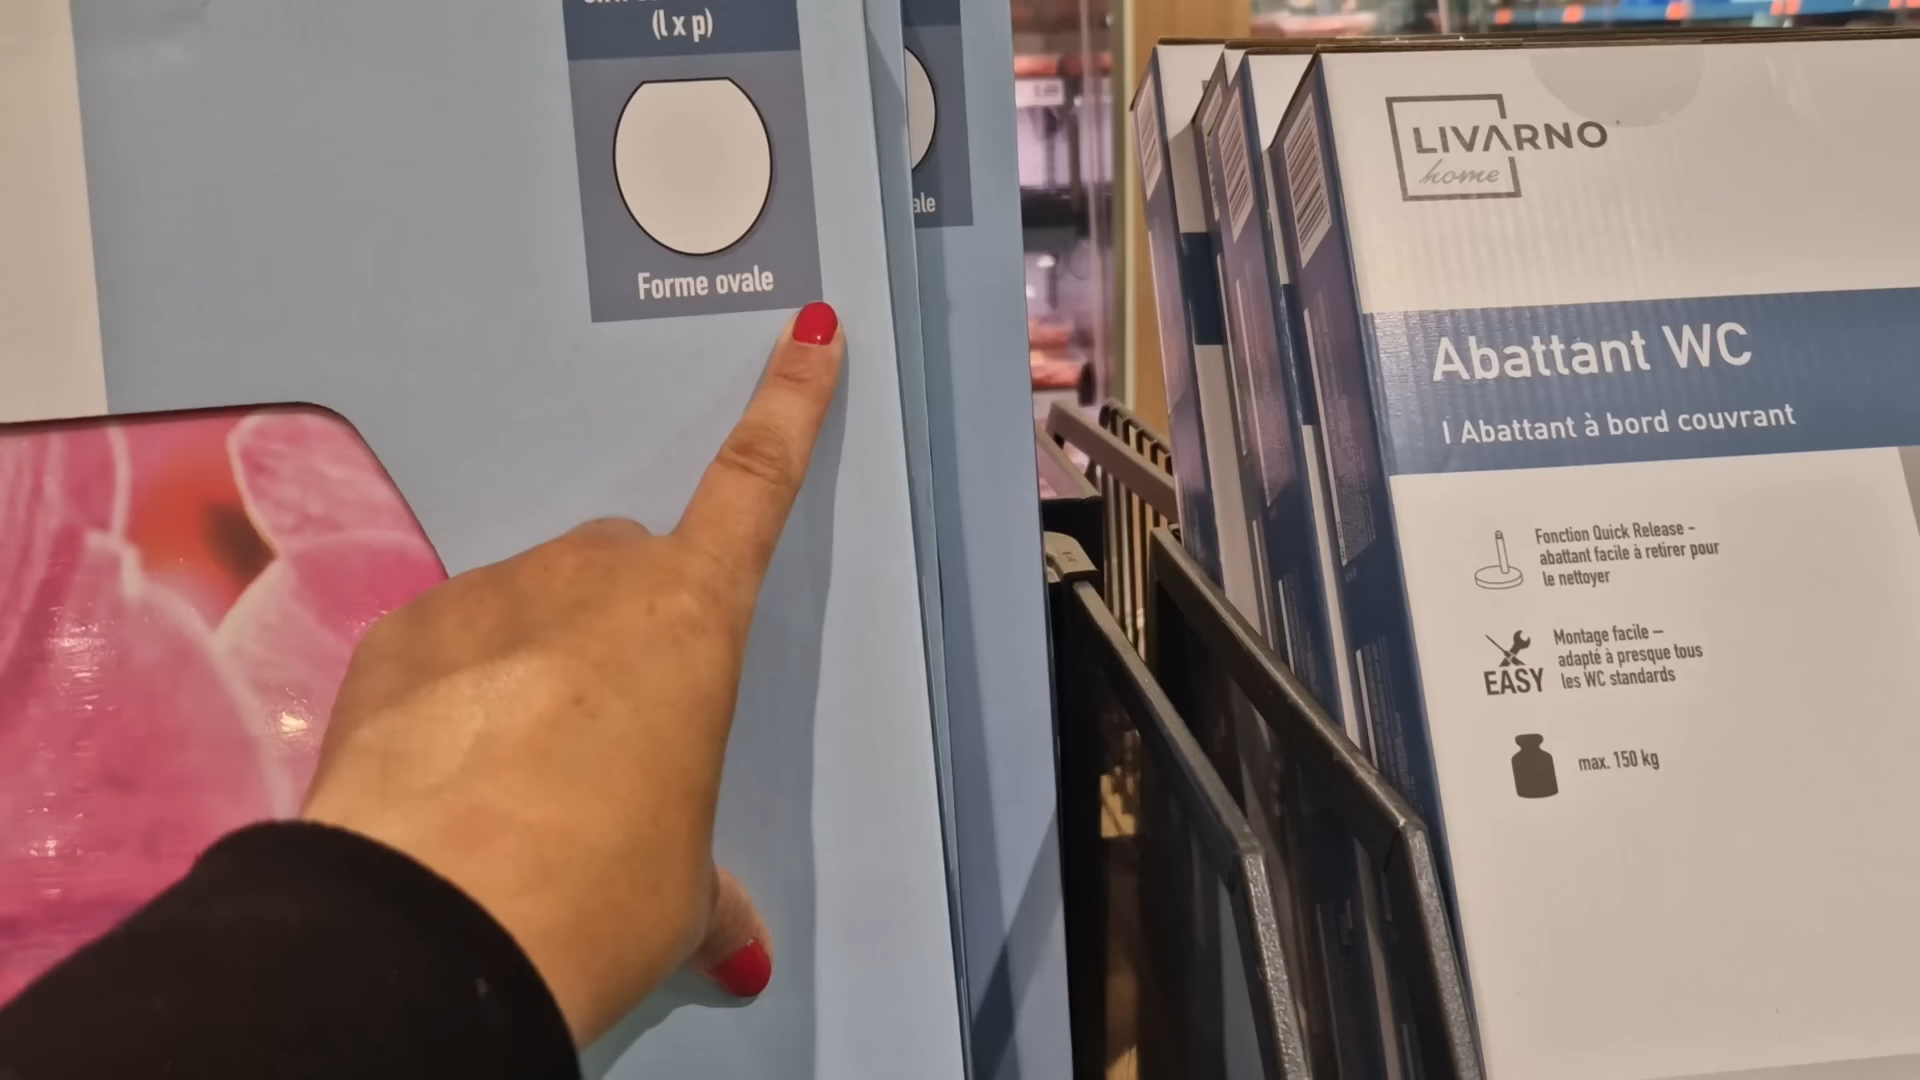 (l x p)
Forme ovale
ale
LIVARNO
home
Abattant WC
| Abattant à bord couvrant
Fonction Quick Release –
abattant facile à retirer pour
le nettoyer
EASY
Montage facile –
adapté à presque tous
les WC standards
max. 150 kg